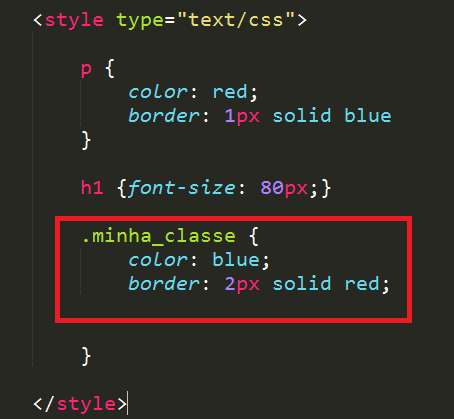 <style type="text/css">
p {
color: red;
border: 1px solid blue
}
h1 {font-size: 80px;}
.minha_classe {
color: blue;
border: 2px solid red;
}
</style>